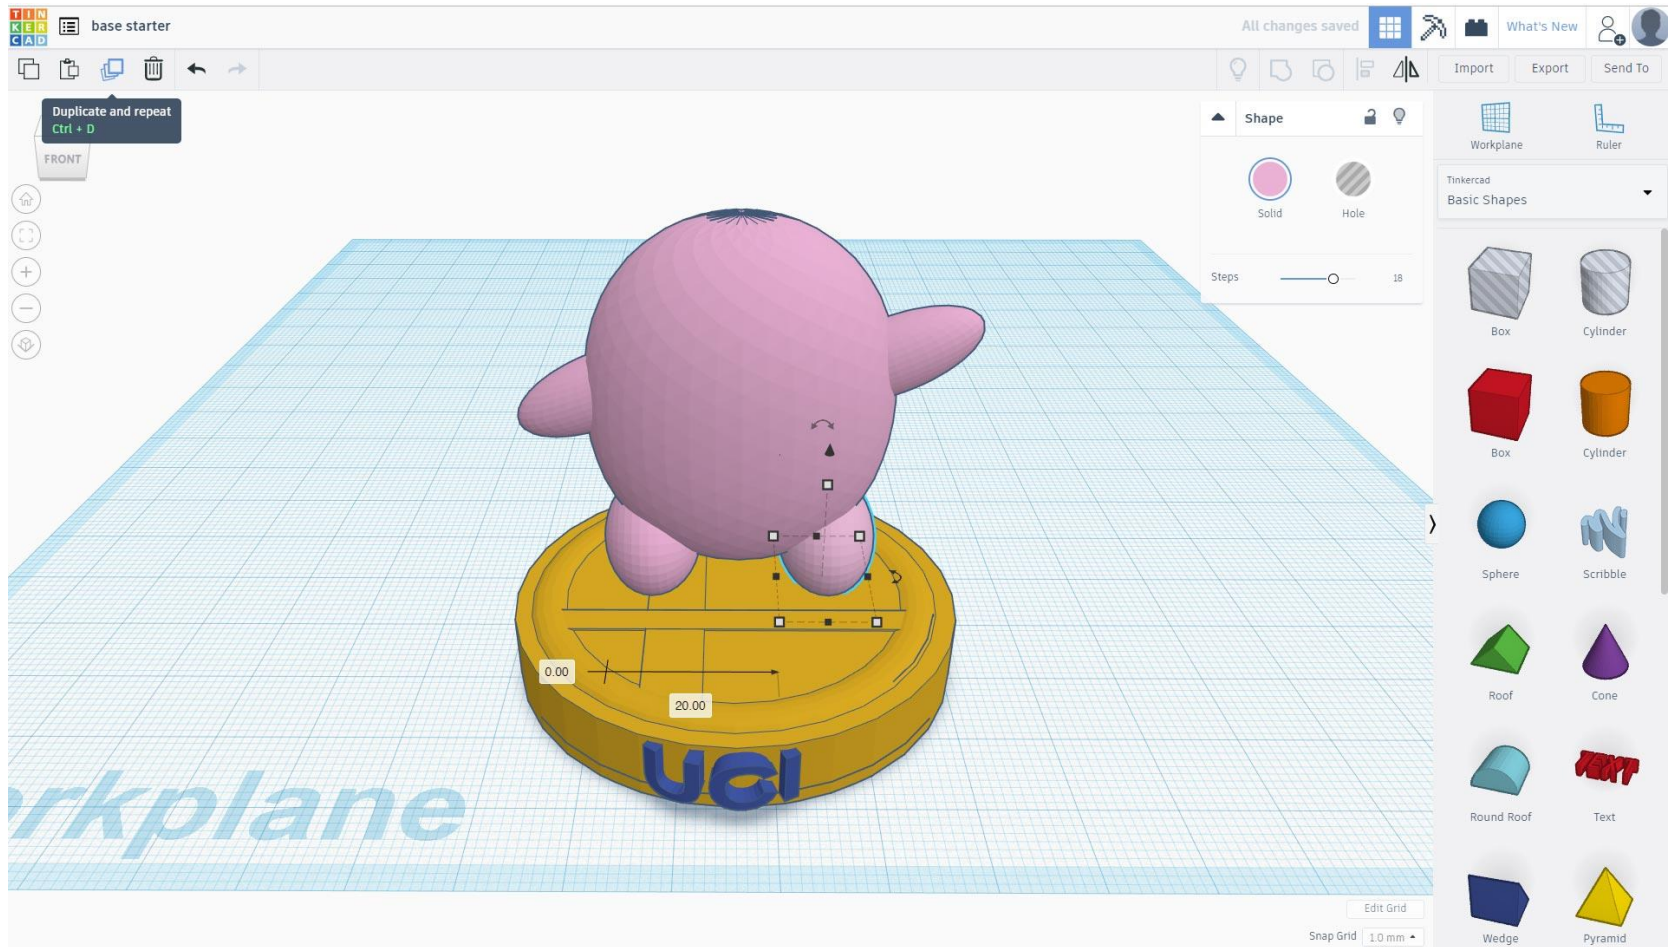 TIN
KER
CAD
base starter
All changes saved
What's New
Import
Export
Send To
Duplicate and repeat
Ctrl + D
FRONT
Shape
Solid
Hole
Steps
18
Workplane
Ruler
Tinkercad
Basic Shapes
Box
Cylinder
Box
Cylinder
Sphere
Scribble
Roof
Cone
Round Roof
TEXT
Text
Wedge
Pyramid
0.00
20.00
UCI
orkplane
Edit Grid
Snap Grid
1.0 mm